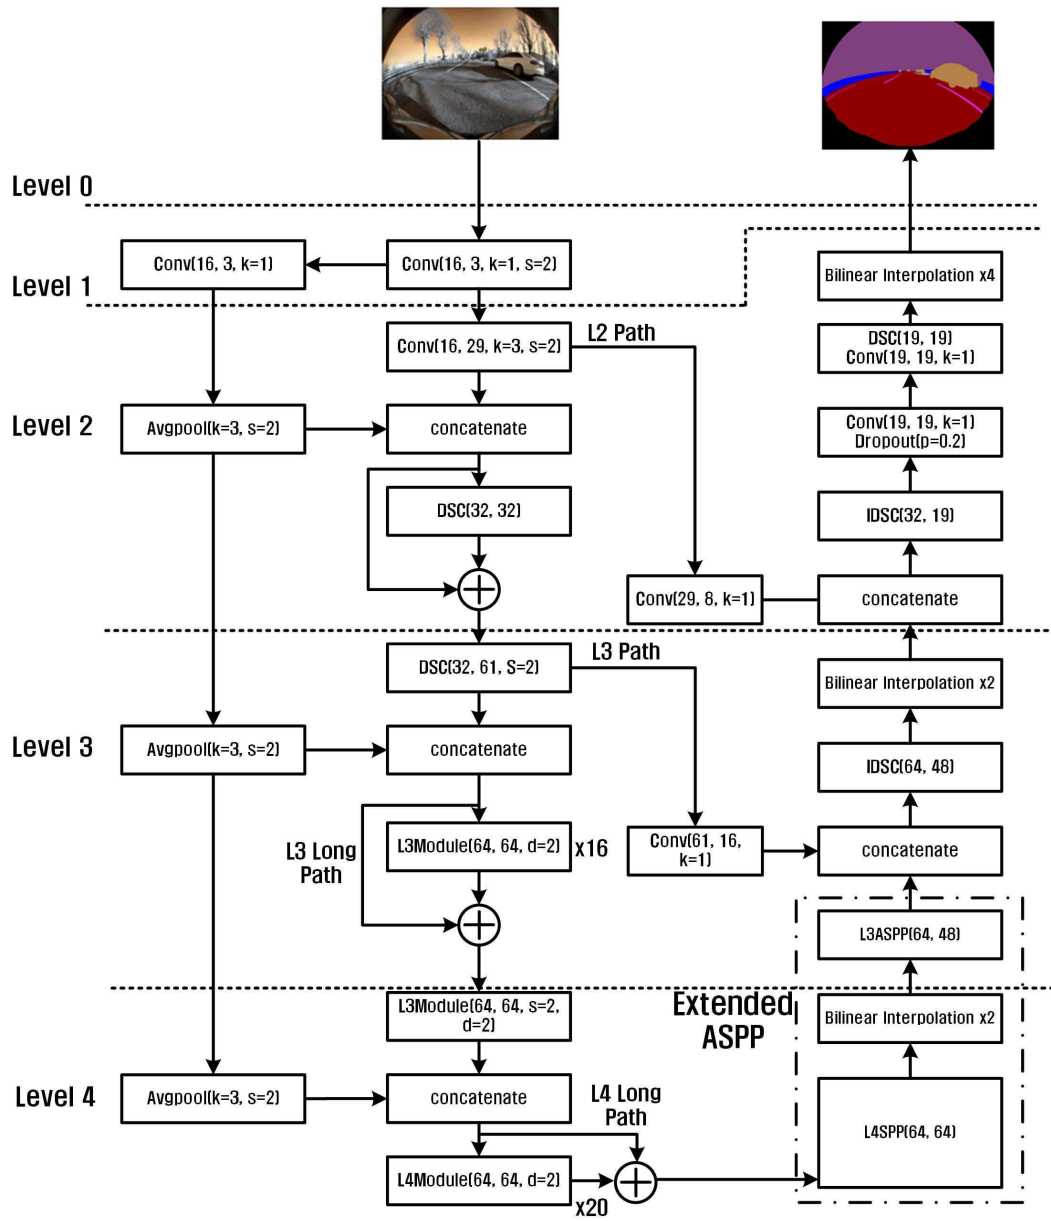 Level 0
Conv(16, 3, k=1)
Conv(16, 3, k=1, s=2)
Bilinear Interpolation x4
Level 1
Conv(16, 29, k=3, s=2)
L2 Path
DSC(19, 19)
Conv(19, 19, k=1)
Level 2
Avgpool(k=3, s=2)
concatenate
Conv(19, 19, k=1)
Dropout(p=0.2)
DSC(32, 32)
IDSC(32, 19)
Conv(29, 8, k=1)
concatenate
DSC(32, 61, S=2)
L3 Path
Bilinear Interpolation x2
Level 3
Avgpool(k=3, s=2)
concatenate
IDSC(64, 48)
L3 Long
Path
L3Module(64, 64, d=2)
x16
Conv(61, 16,
k=1)
concatenate
L3ASPP(64, 48)
L3Module(64, 64, s=2,
d=2)
Extended
ASPP
Bilinear Interpolation x2
Level 4
Avgpool(k=3, s=2)
concatenate
L4 Long
Path
L4SPP(64, 64)
L4Module(64, 64, d=2)
x20